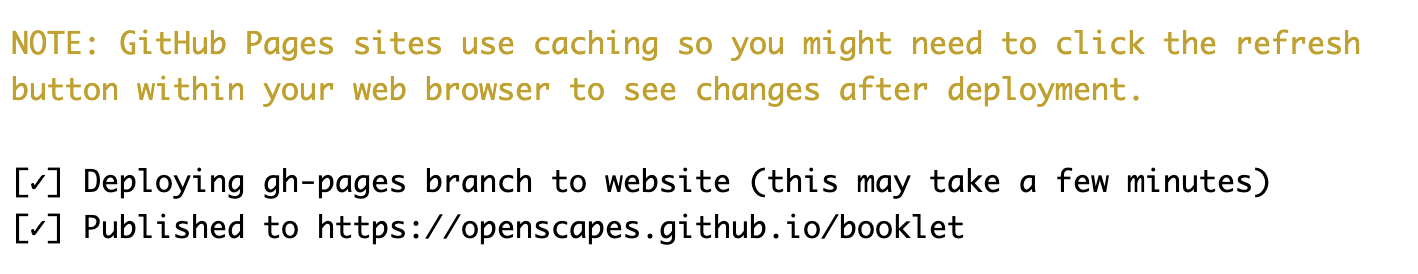 NOTE: GitHub Pages sites use caching so you might need to click the refresh
button within your web browser to see changes after deployment.
[✓] Deploying gh-pages branch to website (this may take a few minutes)
[✓] Published to https://openscapes.github.io/booklet